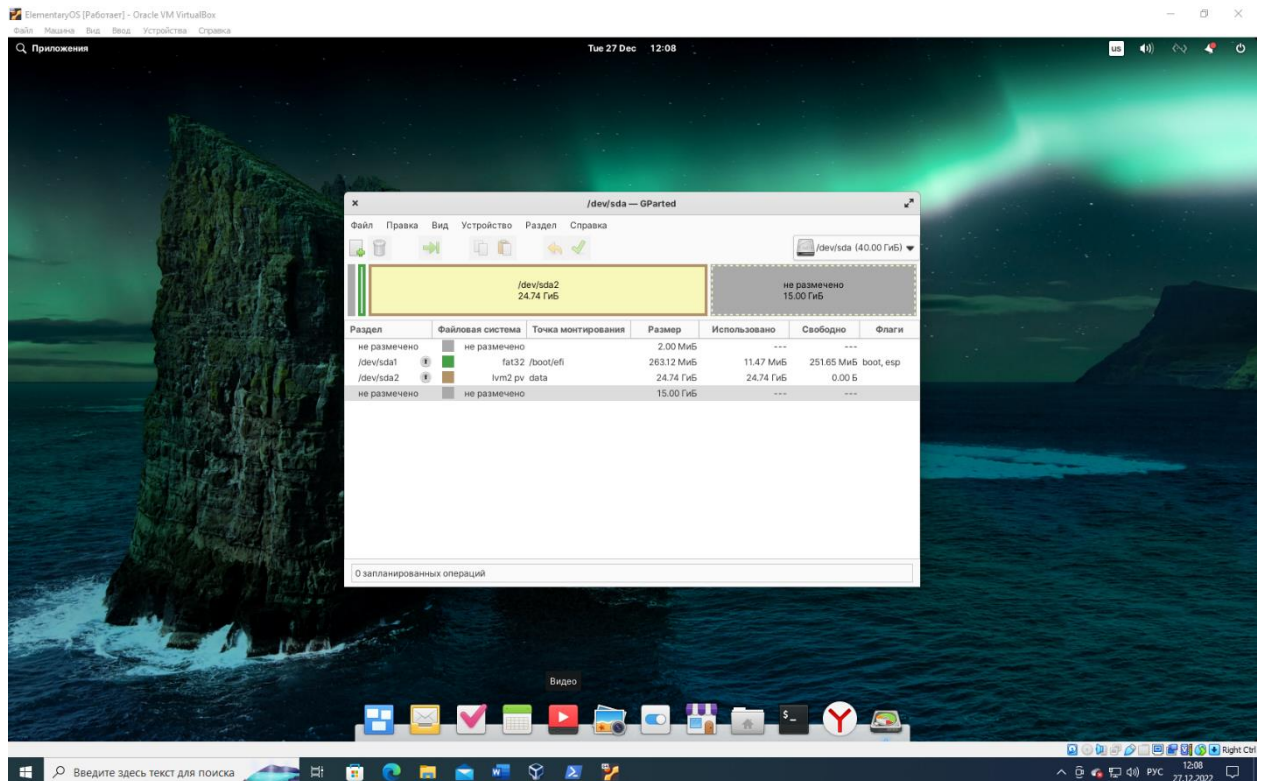 ElementaryOS [Работает] - Oracle VM VirtualBox
Файл Машина Вид Ввод Устройства Справка
Приложения Tue 27 Dec 12:08 us
/dev/sda — GParted
Файл Правка Вид Устройство Раздел Справка
/dev/sda (40.00 ГиБ)
/dev/sda2
24.74 ГиБ
не размечено
15.00 ГиБ
Раздел Файловая система Точка монтирования Размер Использовано Свободно Флаги
не размечено не размечено 2.00 МиБ --- ---
/dev/sda1 fat32 /boot/efi 263.12 МиБ 11.47 МиБ 251.65 МиБ boot, esp
/dev/sda2 lvm2 pv data 24.74 ГиБ 24.74 ГиБ 0.00 Б
не размечено не размечено 15.00 ГиБ --- ---
0 запланированных операций
Видео
$_
Right Ctrl
Введите здесь текст для поиска
РУС
12:08
27.12.2022